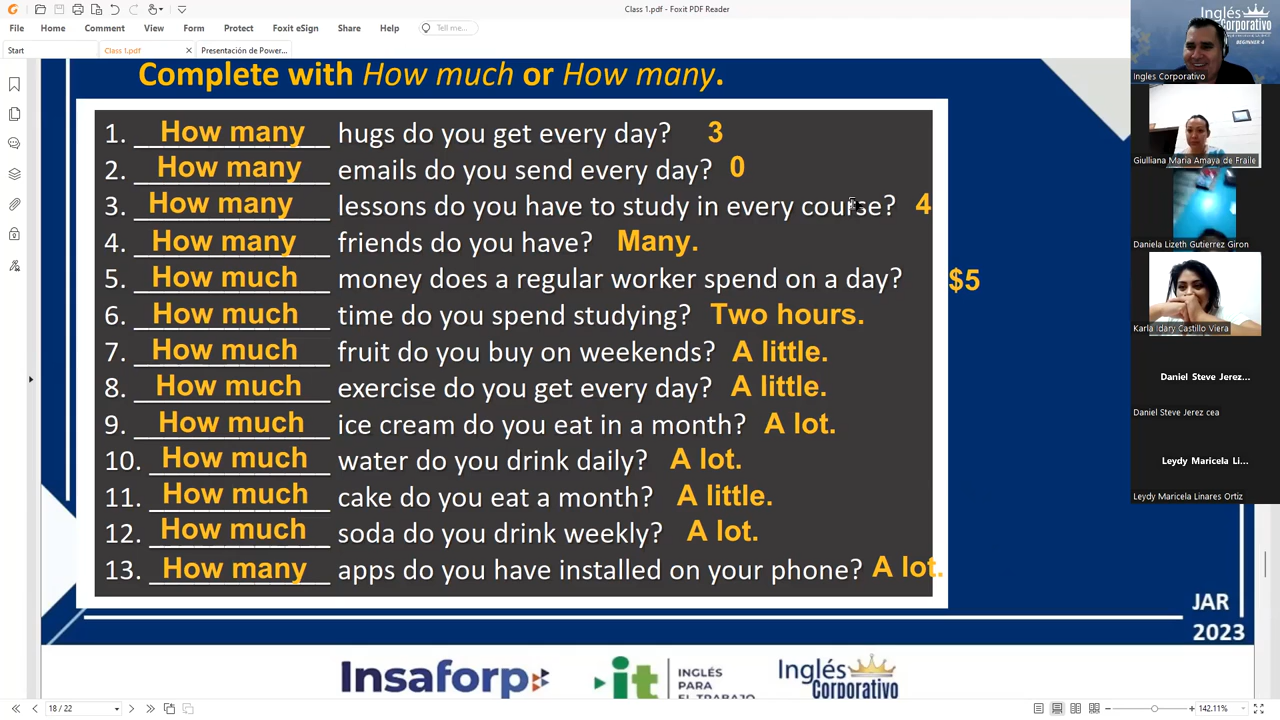 Class 1.pdf - Foxit PDF Reader
File Home Comment View Form Protect Foxit eSign Share Help Tell me...
Start Class 1.pdf Presentación de Power...
Complete with How much or How many.
1. How many hugs do you get every day? 3
2. How many emails do you send every day? 0
3. How many lessons do you have to study in every course? 4
4. How many friends do you have? Many.
5. How much money does a regular worker spend on a day? $5
6. How much time do you spend studying? Two hours.
7. How much fruit do you buy on weekends? A little.
8. How much exercise do you get every day? A little.
9. How much ice cream do you eat in a month? A lot.
10. How much water do you drink daily? A lot.
11. How much cake do you eat a month? A little.
12. How much soda do you drink weekly? A lot.
13. How many apps do you have installed on your phone? A lot.
JAR
2023
Insaforp
it
INGLÉS
PARA
EL TRABAJO
Inglés
Corporativo
18 / 22
142.11%
Inglés
Corporativo
BEGINNER 4
Ingles Corporativo
Giulliana Maria Amaya de Fraile
Daniela Lizeth Gutierrez Giron
Karla Idary Castillo Viera
Daniel Steve Jerez...
Daniel Steve Jerez cea
Leydy Maricela Li...
Leydy Maricela Linares Ortiz